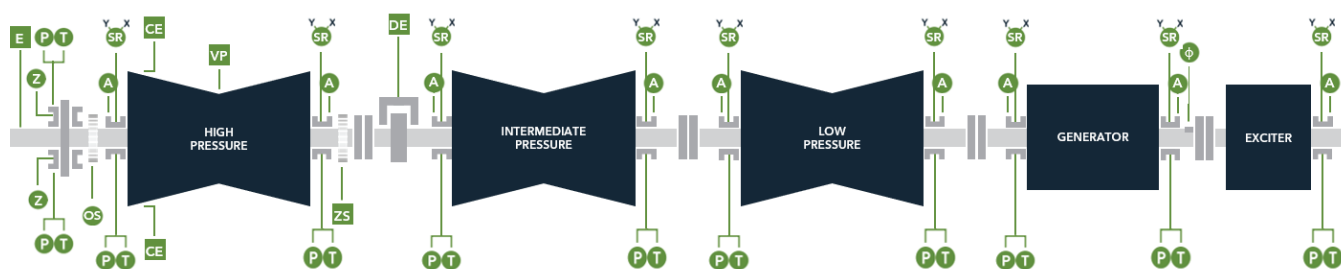 Y X
SR
Y X
SR
Y X
SR
Y X
SR
Y X
SR
Y X
SR
Y X
SR
Y X
SR
Y X
SR
E
P T
CE
DE
VP
Φ
Z
A
A
A
A
A
A
A
HIGH
PRESSURE
INTERMEDIATE
PRESSURE
LOW
PRESSURE
GENERATOR
EXCITER
Z
OS
ZS
P T
P T
CE
P T
P T
P T
P T
P T
P T
P T